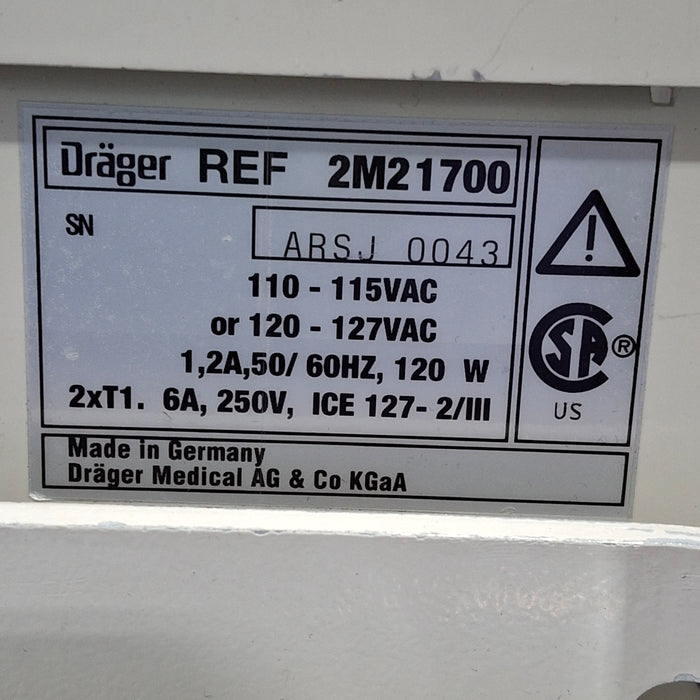 Dräger REF 2M21700
SN ARSJ 0043
110 - 115VAC
or 120 - 127VAC
1,2A,50/ 60HZ, 120 W
2xT1. 6A, 250V, ICE 127- 2/III
! 
SA ®
US
Made in Germany
Dräger Medical AG & Co KGaA